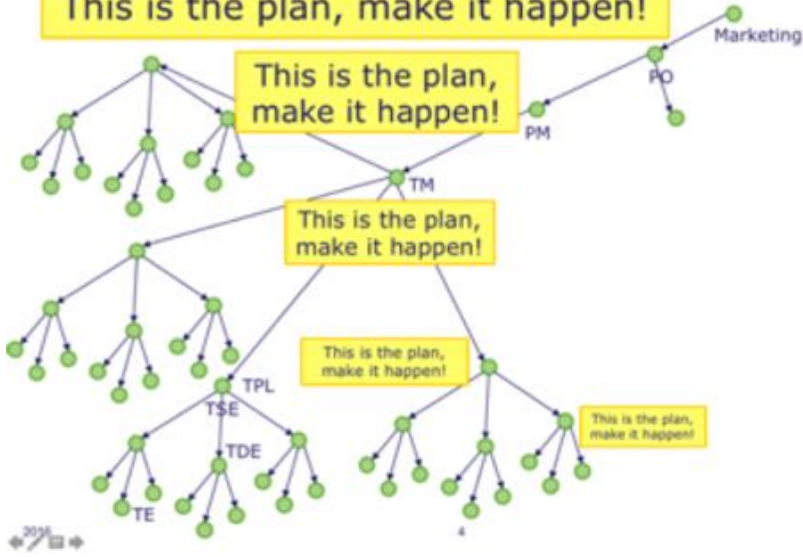 This is the plan, make it happen!
Marketing
This is the plan,
make it happen!
PO
PM
TM
This is the plan,
make it happen!
This is the plan,
make it happen!
TPL
TSE
This is the plan,
make it happen!
TDE
TE
4